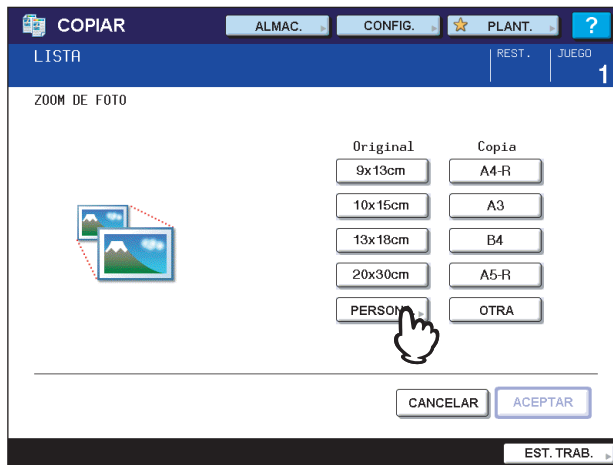 COPIAR ALMAC. CONFIG. PLANT. ?
LISTA REST. JUEGO
1
ZOOM DE FOTO
Original Copia
9x13cm A4-R
10x15cm A3
13x18cm B4
20x30cm A5-R
PERSON OTRA
CANCELAR ACEPTAR
EST. TRAB.